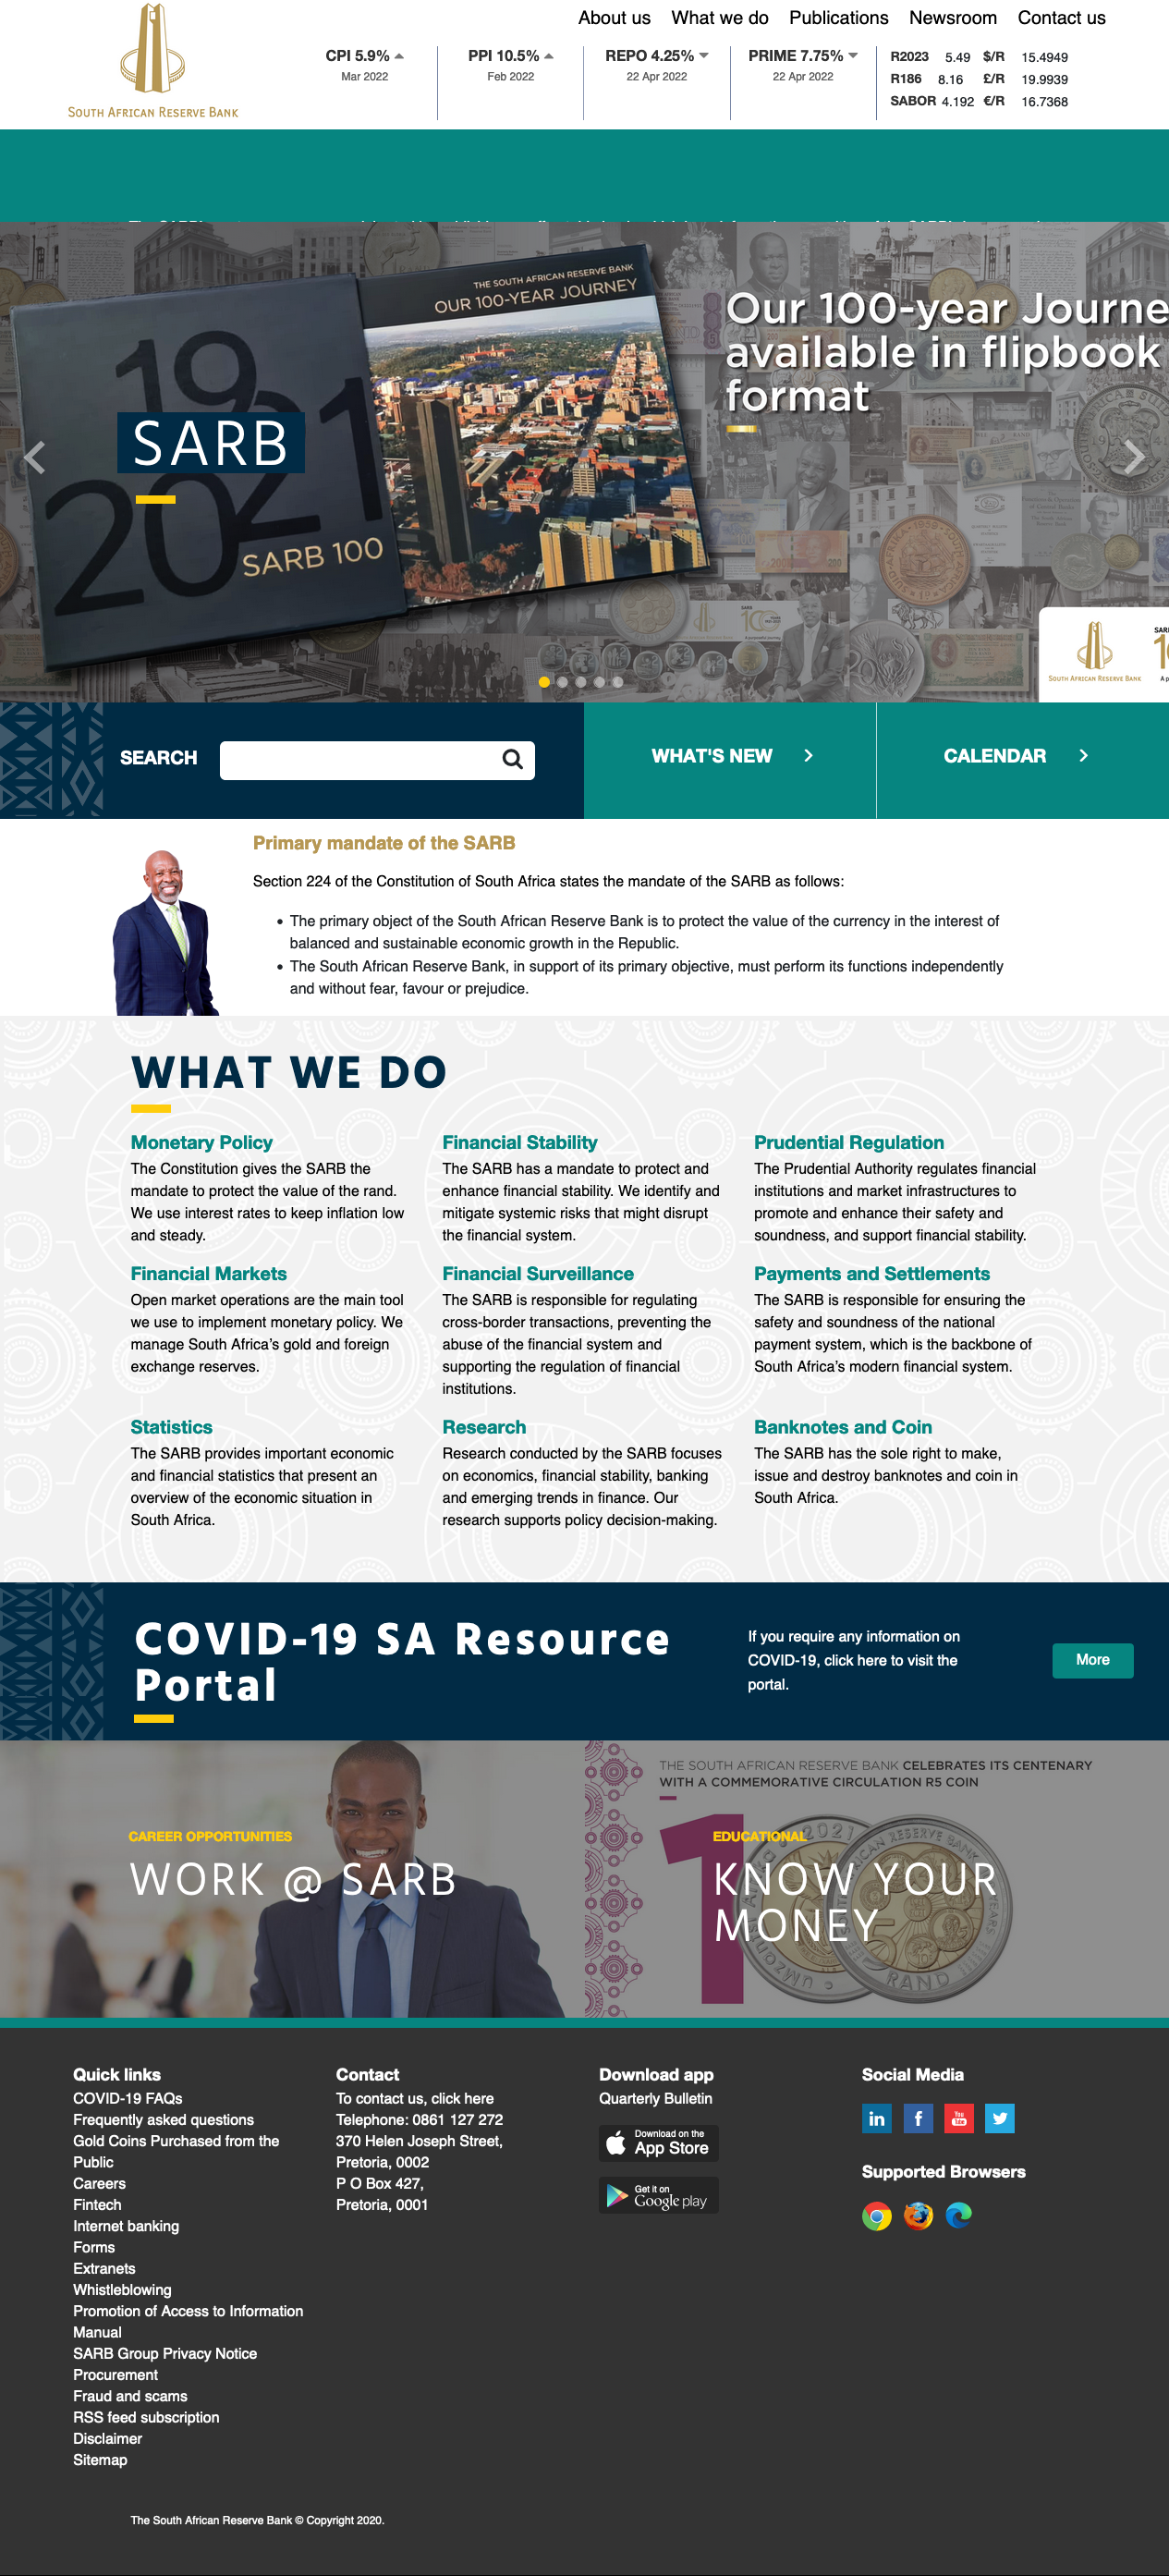 About us What we do Publications Newsroom Contact us
SOUTH AFRICAN RESERVE BANK
CPI 5.9%
Mar 2022
PPI 10.5%
Feb 2022
REPO 4.25%
22 Apr 2022
PRIME 7.75%
22 Apr 2022
R2023 5.49 $/R 15.4949
R186 8.16 £/R 19.9939
SABOR 4.192 €/R 16.7368
THE SOUTH AFRICAN RESERVE BANK
OUR 100-YEAR JOURNEY
Our 100-year Journe
available in flipbook
format
1921
2021
SARB
SARB 100
SOUTH AFRICAN RESERVE BANK
SEARCH
WHAT'S NEW
CALENDAR
Primary mandate of the SARB
Section 224 of the Constitution of South Africa states the mandate of the SARB as follows:
• The primary object of the South African Reserve Bank is to protect the value of the currency in the interest of
balanced and sustainable economic growth in the Republic.
• The South African Reserve Bank, in support of its primary objective, must perform its functions independently
and without fear, favour or prejudice.
WHAT WE DO
Monetary Policy
The Constitution gives the SARB the
mandate to protect the value of the rand.
We use interest rates to keep inflation low
and steady.
Financial Stability
The SARB has a mandate to protect and
enhance financial stability. We identify and
mitigate systemic risks that might disrupt
the financial system.
Prudential Regulation
The Prudential Authority regulates financial
institutions and market infrastructures to
promote and enhance their safety and
soundness, and support financial stability.
Financial Markets
Open market operations are the main tool
we use to implement monetary policy. We
manage South Africa’s gold and foreign
exchange reserves.
Financial Surveillance
The SARB is responsible for regulating
cross-border transactions, preventing the
abuse of the financial system and
supporting the regulation of financial
institutions.
Payments and Settlements
The SARB is responsible for ensuring the
safety and soundness of the national
payment system, which is the backbone of
South Africa’s modern financial system.
Statistics
The SARB provides important economic
and financial statistics that present an
overview of the economic situation in
South Africa.
Research
Research conducted by the SARB focuses
on economics, financial stability, banking
and emerging trends in finance. Our
research supports policy decision-making.
Banknotes and Coin
The SARB has the sole right to make,
issue and destroy banknotes and coin in
South Africa.
COVID-19 SA Resource
Portal
If you require any information on
COVID-19, click here to visit the
portal.
More
CAREER OPPORTUNITIES
WORK @ SARB
THE SOUTH AFRICAN RESERVE BANK CELEBRATES ITS CENTENARY
WITH A COMMEMORATIVE CIRCULATION R5 COIN
EDUCATIONAL
KNOW YOUR
MONEY
Quick links
COVID-19 FAQs
Frequently asked questions
Gold Coins Purchased from the
Public
Careers
Fintech
Internet banking
Forms
Extranets
Whistleblowing
Promotion of Access to Information
Manual
SARB Group Privacy Notice
Procurement
Fraud and scams
RSS feed subscription
Disclaimer
Sitemap
Contact
To contact us, click here
Telephone: 0861 127 272
370 Helen Joseph Street,
Pretoria, 0002
P O Box 427,
Pretoria, 0001
Download app
Quarterly Bulletin
Download on the
App Store
Get it on
Google play
Social Media
Supported Browsers
The South African Reserve Bank © Copyright 2020.